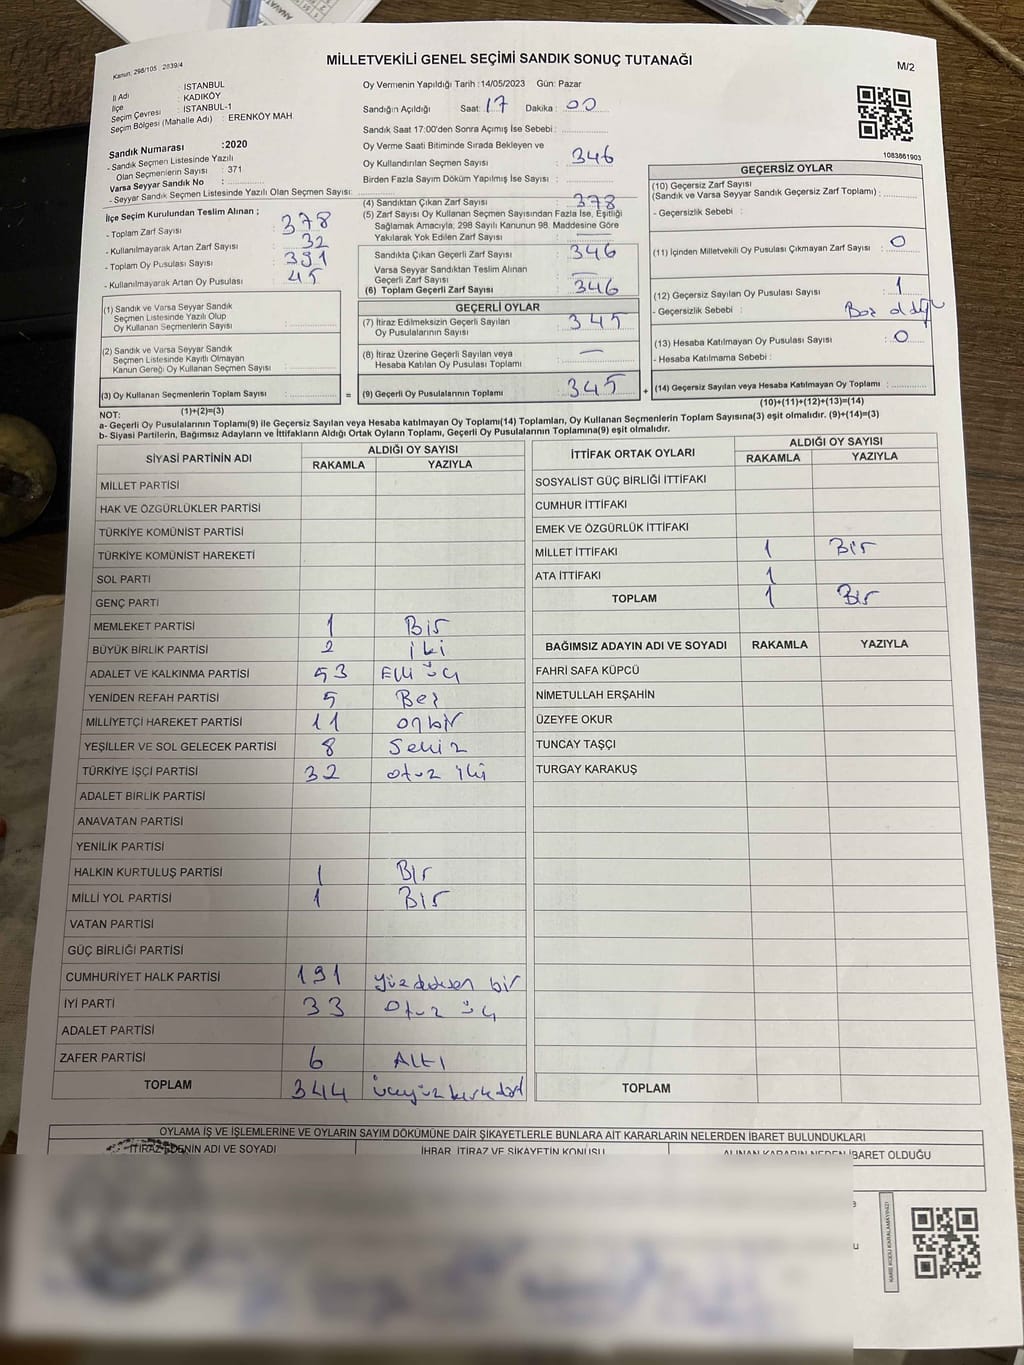 MİLLETVEKİLİ GENEL SEÇİMİ SANDIK SONUÇ TUTANAĞI
M/2
Kanun: 298/105 2839/4
İl Adı : İSTANBUL
İlçe : KADIKÖY
Seçim Çevresi : İSTANBUL-1
Seçim Bölgesi (Mahalle Adı) : ERENKÖY MAH
Sandık Numarası :2020
- Sandık Seçmen Listesinde Yazılı
Olan Seçmenlerin Sayısı : 371
Varsa Seyyar Sandık No :
- Seyyar Sandık Seçmen Listesinde Yazılı Olan Seçmen Sayısı:
İlçe Seçim Kurulundan Teslim Alınan ;
- Toplam Zarf Sayısı : 378
- Kullanılmayarak Artan Zarf Sayısı : 32
- Toplam Oy Pusulası Sayısı : 391
- Kullanılmayarak Artan Oy Pusulası : 45
(1) Sandık ve Varsa Seyyar Sandık
Seçmen Listesinde Yazılı Olup
Oy Kullanan Seçmenlerin Sayısı :
(2) Sandık ve Varsa Seyyar Sandık
Seçmen Listesinde Kayıtlı Olmayan
Kanun Gereği Oy Kullanan Seçmen Sayısı :
(3) Oy Kullanan Seçmenlerin Toplam Sayısı :
(1)+(2)=(3)
Oy Vermenin Yapıldığı Tarih :14/05/2023 Gün: Pazar
Sandığın Açıldığı Saat: 17 Dakika : 00
Sandık Saat 17:00'den Sonra Açımış İse Sebebi :
Oy Verme Saati Bitiminde Sırada Bekleyen ve
Oy Kullandırılan Seçmen Sayısı : 346
Birden Fazla Sayım Döküm Yapılmış İse Sayısı :
(4) Sandıktan Çıkan Zarf Sayısı : 378
(5) Zarf Sayısı Oy Kullanan Seçmen Sayısından Fazla İse, Eşitliği
Sağlamak Amacıyla; 298 Sayılı Kanunun 98. Maddesine Göre
Yakılarak Yok Edilen Zarf Sayısı : —
Sandıkta Çıkan Geçerli Zarf Sayısı : 346
Varsa Seyyar Sandıktan Teslim Alınan
Geçerli Zarf Sayısı : —
(6) Toplam Geçerli Zarf Sayısı : 346
GEÇERLİ OYLAR
(7) İtiraz Edilmeksizin Geçerli Sayılan
Oy Pusulalarının Sayısı : 345
(8) İtiraz Üzerine Geçerli Sayılan veya
Hesaba Katılan Oy Pusulası Toplamı : —
= (9) Geçerli Oy Pusulalarının Toplamı : 345
1083861903
GEÇERSİZ OYLAR
(10) Geçersiz Zarf Sayısı
(Sandık ve Varsa Seyyar Sandık Geçersiz Zarf Toplamı) :
- Geçersizlik Sebebi :
(11) İçinden Milletvekili Oy Pusulası Çıkmayan Zarf Sayısı : 0
(12) Geçersiz Sayılan Oy Pusulası Sayısı : 1
- Geçersizlik Sebebi : Boş
(13) Hesaba Katılmayan Oy Pusulası Sayısı : 0
- Hesaba Katılmama Sebebi :
+ (14) Geçersiz Sayılan veya Hesaba Katılmayan Oy Toplamı :
(10)+(11)+(12)+(13)=(14)
NOT:
a- Geçerli Oy Pusulalarının Toplamı(9) ile Geçersiz Sayılan veya Hesaba katılmayan Oy Toplamı(14) Toplamları, Oy Kullanan Seçmenlerin Toplam Sayısına(3) eşit olmalıdır. (9)+(14)=(3)
b- Siyasi Partilerin, Bağımsız Adayların ve İttifakların Aldığı Ortak Oyların Toplamı, Geçerli Oy Pusulalarının Toplamına(9) eşit olmalıdır.
SİYASİ PARTİNİN ADI ALDIĞI OY SAYISI
RAKAMLA YAZIYLA
MİLLET PARTİSİ
HAK VE ÖZGÜRLÜKLER PARTİSİ
TÜRKİYE KOMÜNİST PARTİSİ
TÜRKİYE KOMÜNİST HAREKETİ
SOL PARTİ
GENÇ PARTİ
MEMLEKET PARTİSİ 1 Bir
BÜYÜK BİRLİK PARTİSİ 2 iki
ADALET VE KALKINMA PARTİSİ 53 Elli üç
YENİDEN REFAH PARTİSİ 5 Beş
MİLLİYETÇİ HAREKET PARTİSİ 11 onbir
YEŞİLLER VE SOL GELECEK PARTİSİ 8 Sekiz
TÜRKİYE İŞÇİ PARTİSİ 32 otuz iki
ADALET BİRLİK PARTİSİ
ANAVATAN PARTİSİ
YENİLİK PARTİSİ
HALKIN KURTULUŞ PARTİSİ 1 Bir
MİLLİ YOL PARTİSİ 1 Bir
VATAN PARTİSİ
GÜÇ BİRLİĞİ PARTİSİ
CUMHURİYET HALK PARTİSİ 191 bir
İYİ PARTİ 33 Otuz üç
ADALET PARTİSİ
ZAFER PARTİSİ 6 ALTI
TOPLAM 344 üçyüz kırk dört
İTTİFAK ORTAK OYLARI ALDIĞI OY SAYISI
RAKAMLA YAZIYLA
SOSYALİST GÜÇ BİRLİĞİ İTTİFAKI
CUMHUR İTTİFAKI
EMEK VE ÖZGÜRLÜK İTTİFAKI
MİLLET İTTİFAKI 1 Bir
ATA İTTİFAKI 1
TOPLAM 1 Bir
BAĞIMSIZ ADAYIN ADI VE SOYADI RAKAMLA YAZIYLA
FAHRİ SAFA KÜPCÜ
NİMETULLAH ERŞAHİN
ÜZEYFE OKUR
TUNCAY TAŞÇI
TURGAY KARAKUŞ
TOPLAM
OYLAMA İŞ VE İŞLEMLERİNE VE OYLARIN SAYIM DÖKÜMÜNE DAİR ŞİKAYETLERLE BUNLARA AİT KARARLARIN NELERDEN İBARET BULUNDUKLARI
İTİRAZ EDENİN ADI VE SOYADI İHBAR, İTİRAZ VE ŞİKAYETİN KONUSU ALINAN KARARIN NEDEN İBARET OLDUĞU
KARE KODU KARALAMAYINIZ!